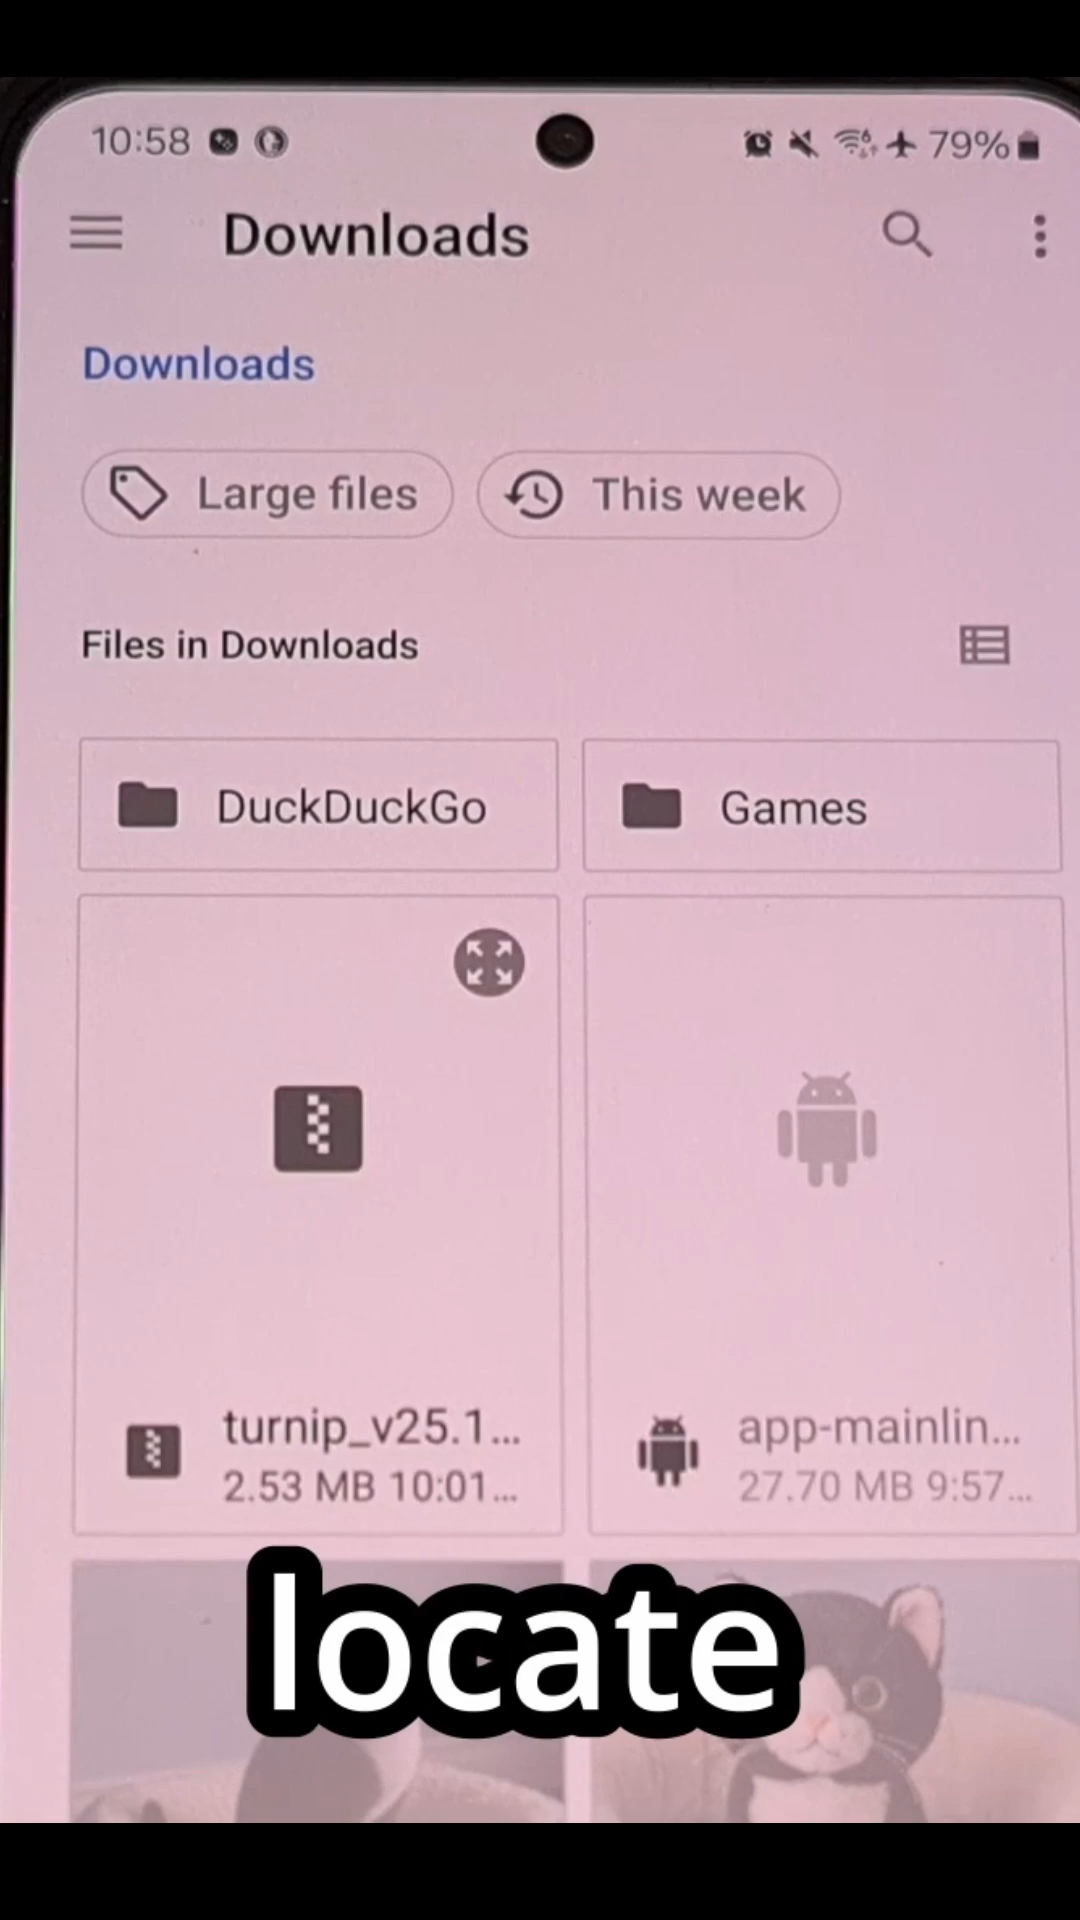 10:58 79%
Downloads
Downloads
Large files This week
Files in Downloads
DuckDuckGo Games
turnip_v25.1... app-mainlin...
2.53 MB 10:01... 27.70 MB 9:57...
locate